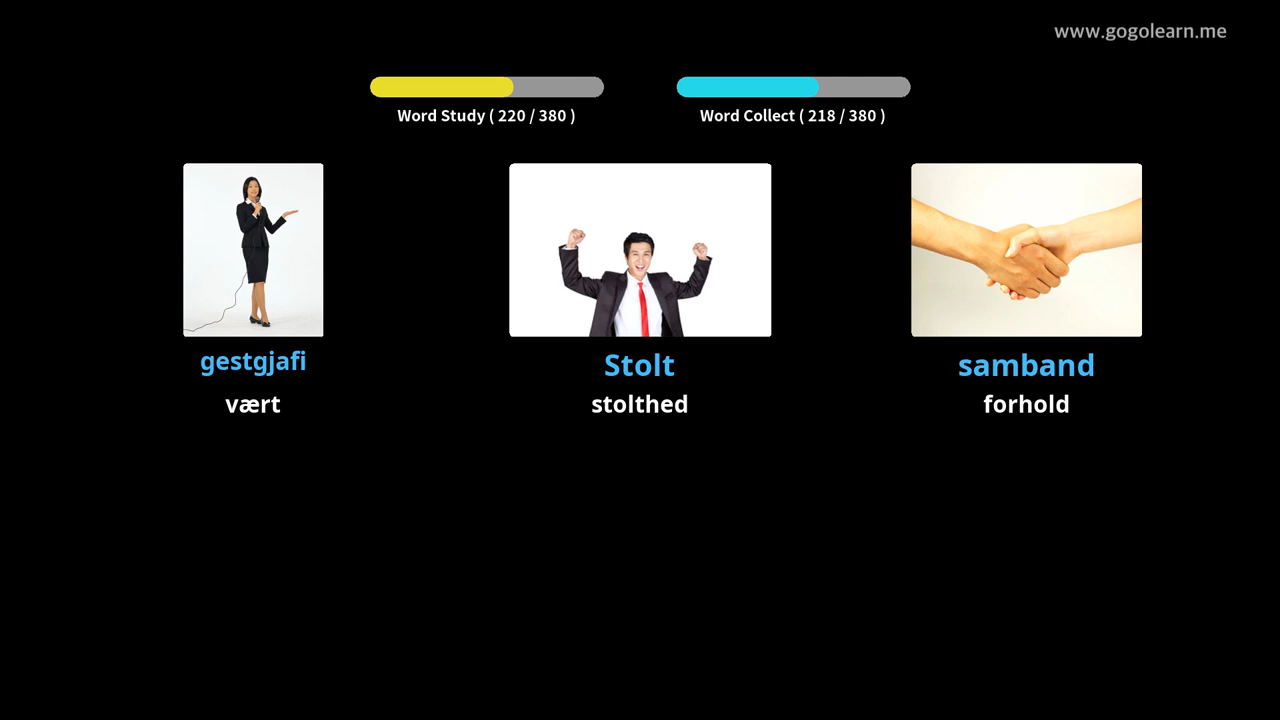 www.gogolearn.me
Word Study ( 220 / 380 )
Word Collect ( 218 / 380 )
gestgjafi
Stolt
samband
vært
stolthed
forhold